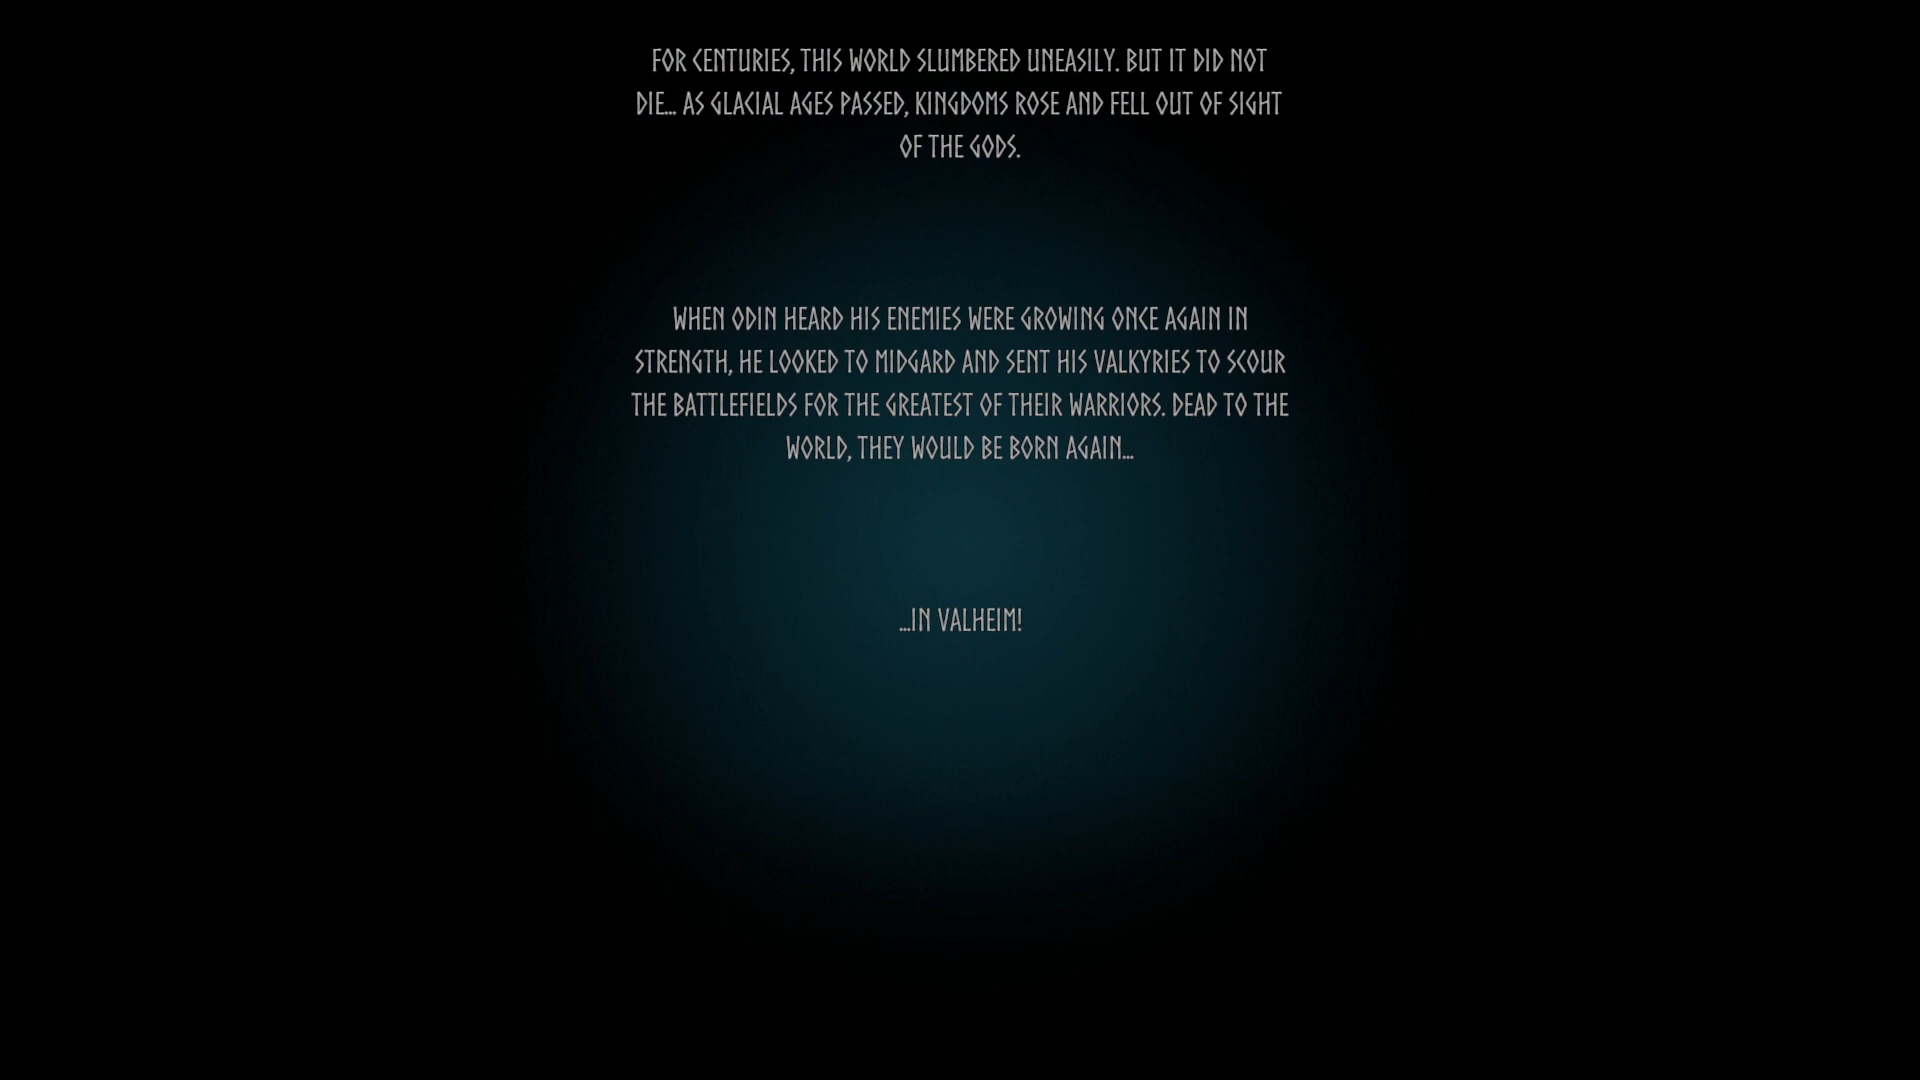 FOR CENTURIES, THIS WORLD SLUMBERED UNEASILY. BUT IT DID NOT
DIE... AS GLACIAL AGES PASSED, KINGDOMS ROSE AND FELL OUT OF SIGHT
OF THE GODS.
WHEN ODIN HEARD HIS ENEMIES WERE GROWING ONCE AGAIN IN
STRENGTH, HE LOOKED TO MIDGARD AND SENT HIS VALKYRIES TO SCOUR
THE BATTLEFIELDS FOR THE GREATEST OF THEIR WARRIORS. DEAD TO THE
WORLD, THEY WOULD BE BORN AGAIN...
...IN VALHEIM!